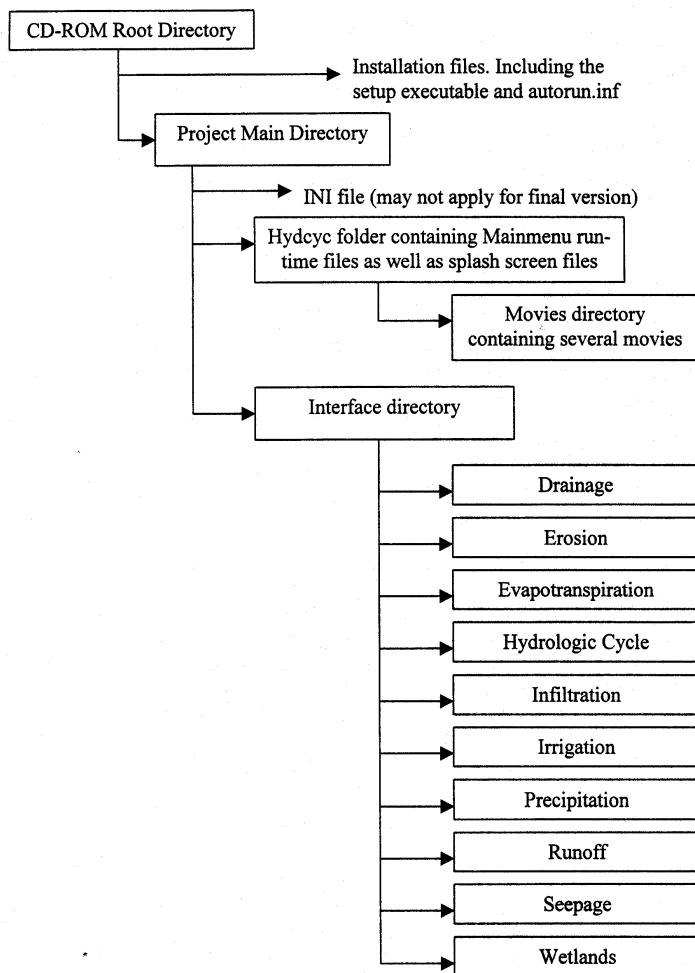 CD-ROM Root Directory
Installation files. Including the
setup executable and autorun.inf
Project Main Directory
INI file (may not apply for final version)
Hydcyc folder containing Mainmenu run-
time files as well as splash screen files
Movies directory
containing several movies
Interface directory
Drainage
Erosion
Evapotranspiration
Hydrologic Cycle
Infiltration
Irrigation
Precipitation
Runoff
Seepage
Wetlands